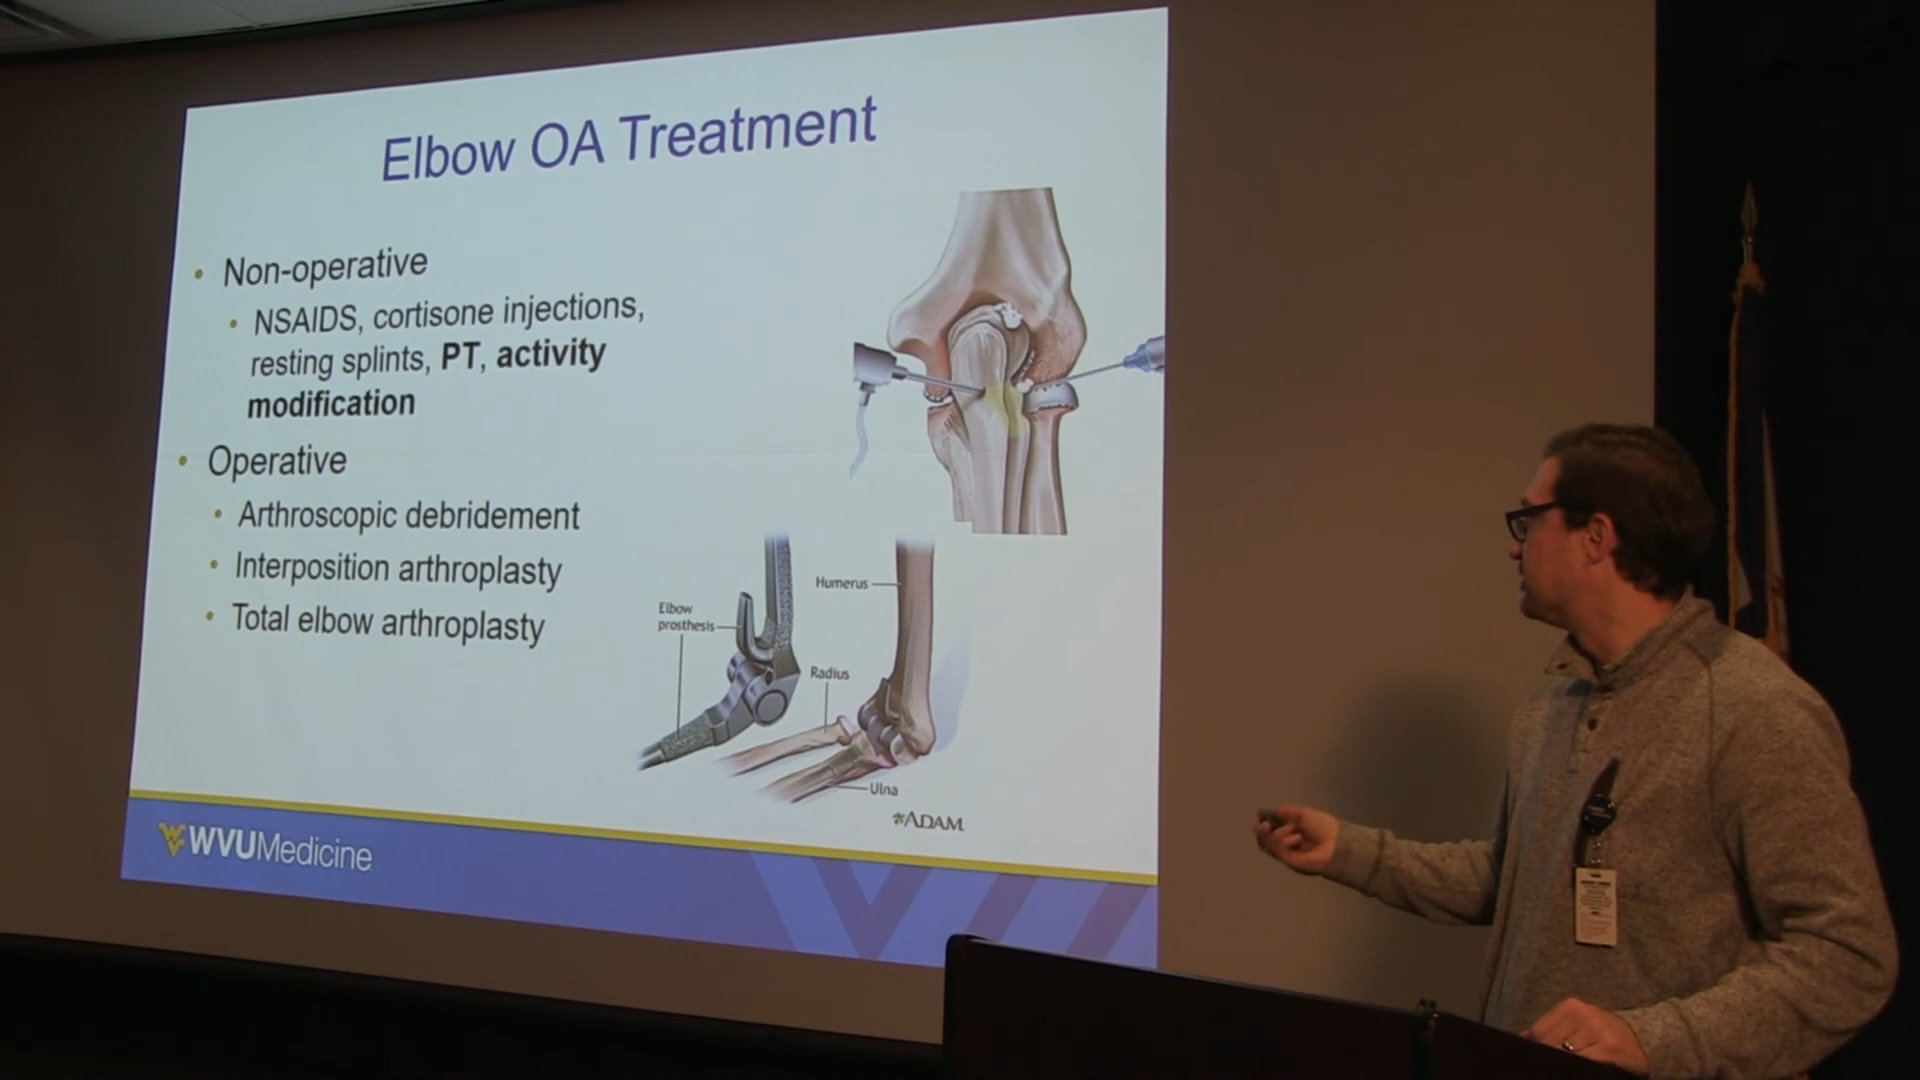 Elbow OA Treatment
• Non-operative
• NSAIDS, cortisone injections,
resting splints, PT, activity
modification
• Operative
• Arthroscopic debridement
• Interposition arthroplasty
• Total elbow arthroplasty
Elbow
prosthesis
Humerus
Radius
Ulna
ADAM
WVUMedicine